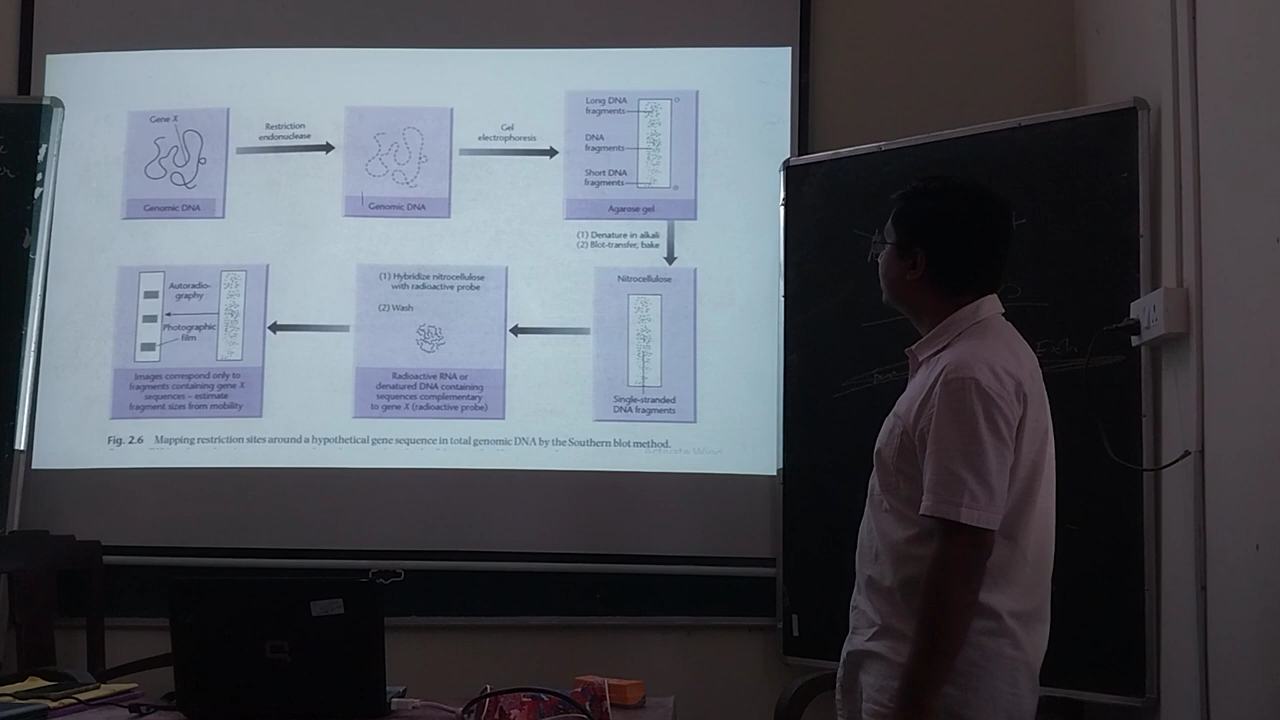 Gene X
Genomic DNA
Restriction
endonuclease
Genomic DNA
Gel
electrophoresis
Long DNA
fragments
DNA
fragments
Short DNA
fragments
Agarose gel
(1) Denature in alkali
(2) Blot-transfer, bake
Nitrocellulose
Single-stranded
DNA fragments
(1) Hybridize nitrocellulose
with radioactive probe
(2) Wash
Radioactive RNA or
denatured DNA containing
sequences complementary
to gene X (radioactive probe)
Autoradio-
graphy
Photographic
film
Images correspond only to
fragments containing gene X
sequences – estimate
fragment sizes from mobility
Fig. 2.6 Mapping restriction sites around a hypothetical gene sequence in total genomic DNA by the Southern blot method.